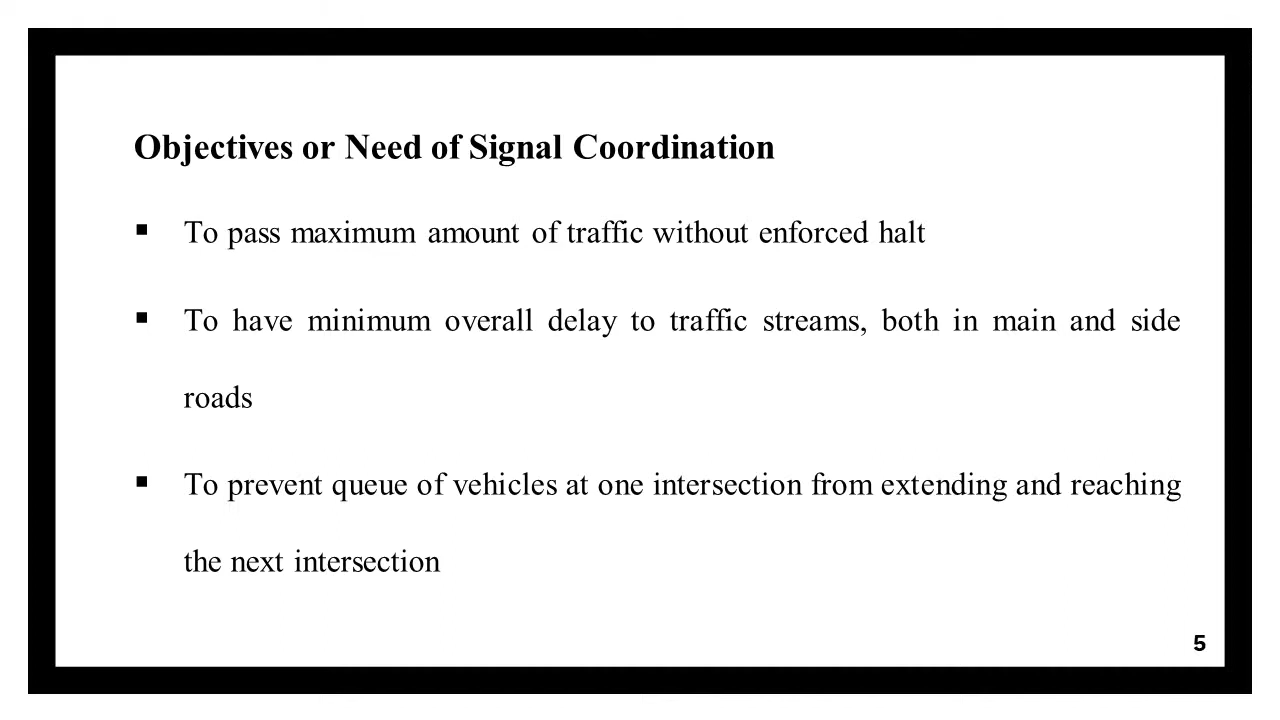 Objectives or Need of Signal Coordination
▪ To pass maximum amount of traffic without enforced halt
▪ To have minimum overall delay to traffic streams, both in main and side
roads
▪ To prevent queue of vehicles at one intersection from extending and reaching
the next intersection
5